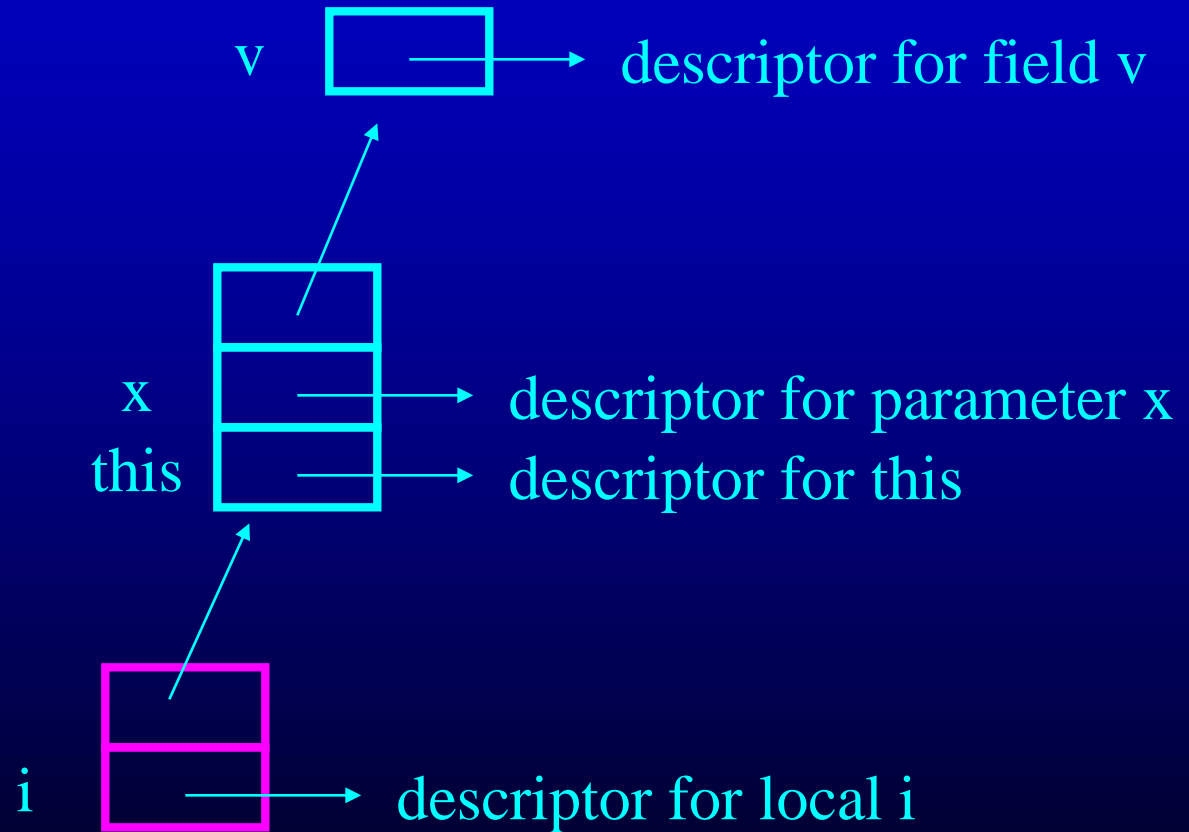 v descriptor for field v
x descriptor for parameter x
this descriptor for this
i descriptor for local i